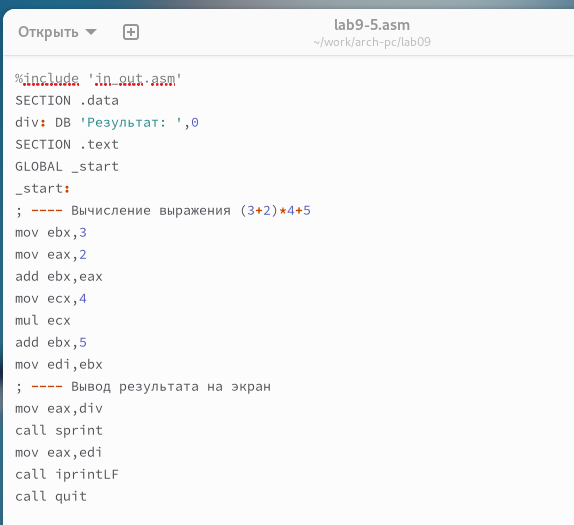 Открыть
lab9-5.asm
~/work/arch-pc/lab09
%include 'in_out.asm'
SECTION .data
div: DB 'Результат: ',0
SECTION .text
GLOBAL _start
_start:
; ---- Вычисление выражения (3+2)*4+5
mov ebx,3
mov eax,2
add ebx,eax
mov ecx,4
mul ecx
add ebx,5
mov edi,ebx
; ---- Вывод результата на экран
mov eax,div
call sprint
mov eax,edi
call iprintLF
call quit